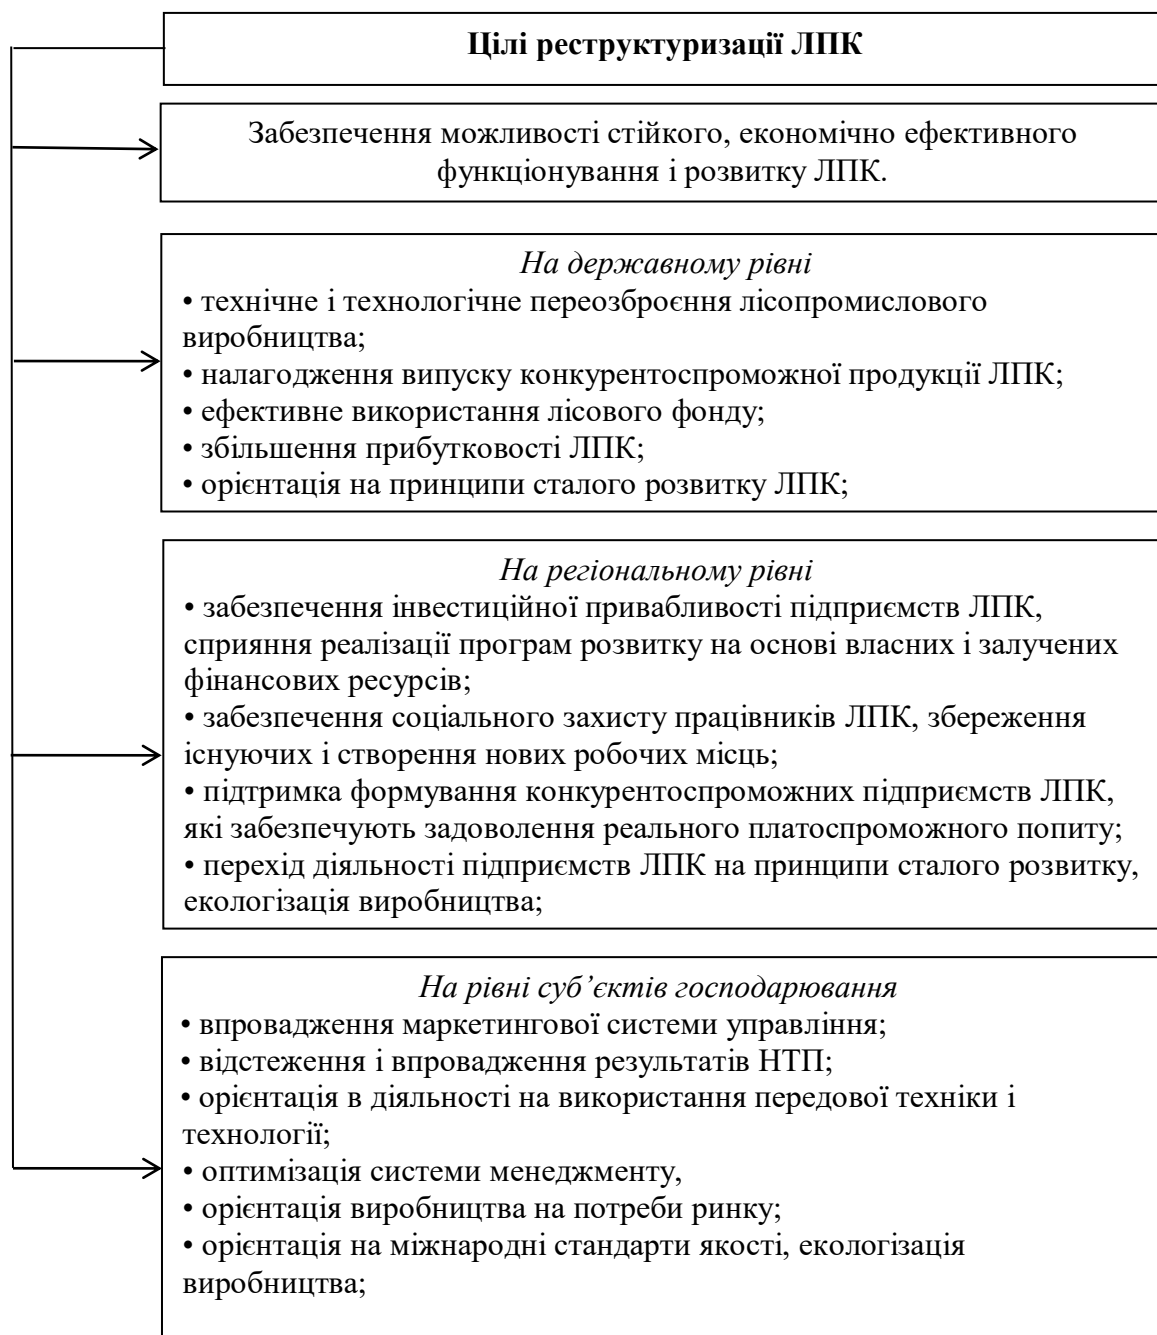 Цілі реструктуризації ЛПК
Забезпечення можливості стійкого, економічно ефективного
функціонування і розвитку ЛПК.
На державному рівні
• технічне і технологічне переозброєння лісопромислового
виробництва;
• налагодження випуску конкурентоспроможної продукції ЛПК;
• ефективне використання лісового фонду;
• збільшення прибутковості ЛПК;
• орієнтація на принципи сталого розвитку ЛПК;
На регіональному рівні
• забезпечення інвестиційної привабливості підприємств ЛПК,
сприяння реалізації програм розвитку на основі власних і залучених
фінансових ресурсів;
• забезпечення соціального захисту працівників ЛПК, збереження
існуючих і створення нових робочих місць;
• підтримка формування конкурентоспроможних підприємств ЛПК,
які забезпечують задоволення реального платоспроможного попиту;
• перехід діяльності підприємств ЛПК на принципи сталого розвитку,
екологізація виробництва;
На рівні суб’єктів господарювання
• впровадження маркетингової системи управління;
• відстеження і впровадження результатів НТП;
• орієнтація в діяльності на використання передової техніки і
технології;
• оптимізація системи менеджменту,
• орієнтація виробництва на потреби ринку;
• орієнтація на міжнародні стандарти якості, екологізація
виробництва;